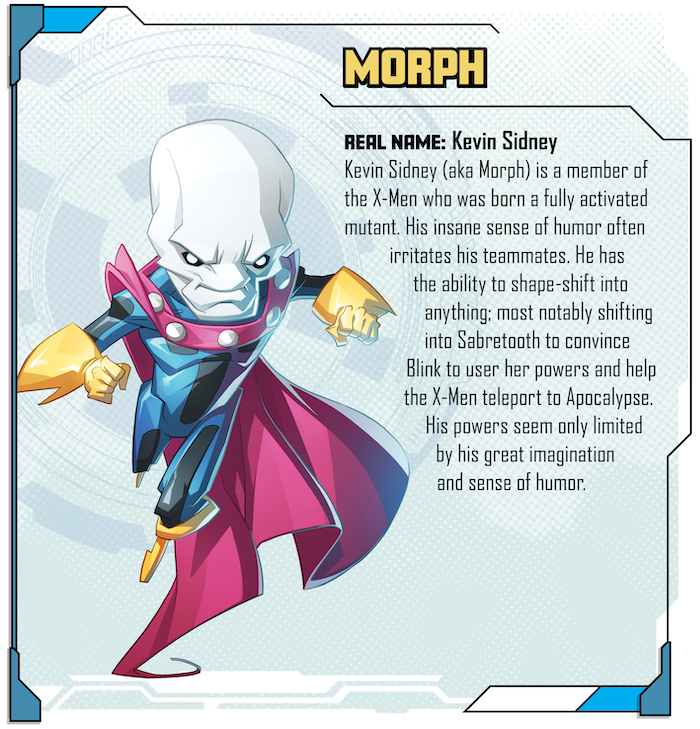 MORPH
REAL NAME: Kevin Sidney
Kevin Sidney (aka Morph) is a member of
the X-Men who was born a fully activated
mutant. His insane sense of humor often
irritates his teammates. He has
the ability to shape-shift into
anything; most notably shifting
into Sabretooth to convince
Blink to user her powers and help
the X-Men teleport to Apocalypse.
His powers seem only limited
by his great imagination
and sense of humor.